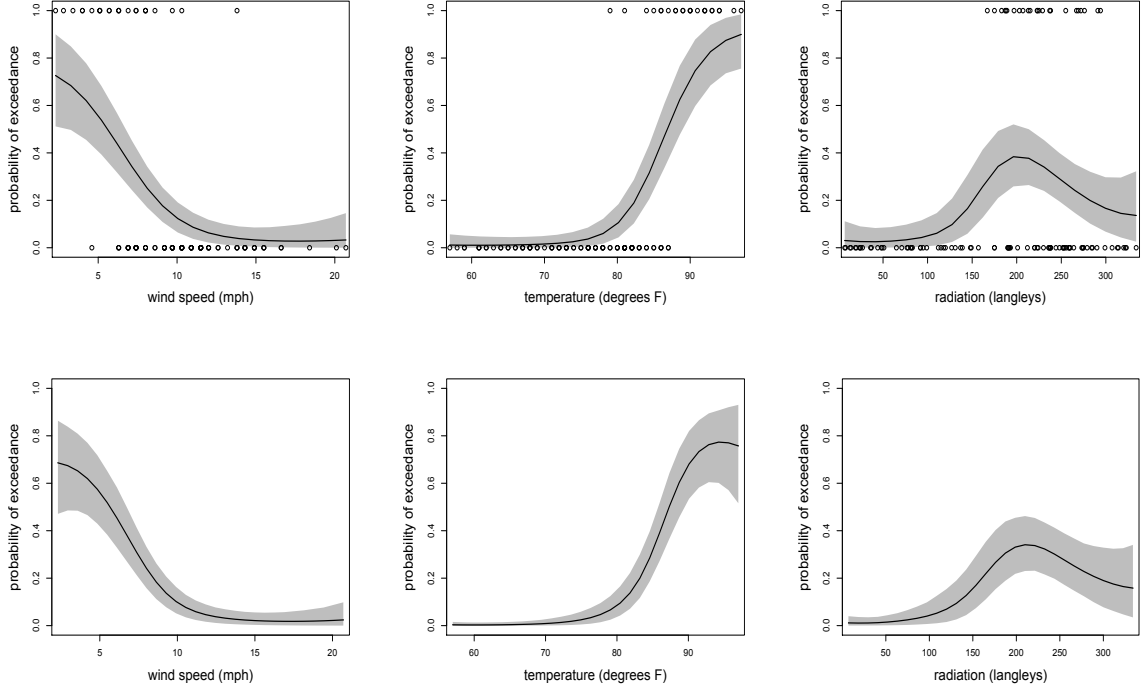 probability of exceedance
0.0 0.2 0.4 0.6 0.8 1.0
5 10 15 20
wind speed (mph)
probability of exceedance
0.0 0.2 0.4 0.6 0.8 1.0
60 70 80 90
temperature (degrees F)
probability of exceedance
0.0 0.2 0.4 0.6 0.8 1.0
50 100 150 200 250 300
radiation (langleys)
probability of exceedance
0.0 0.2 0.4 0.6 0.8 1.0
5 10 15 20
wind speed (mph)
probability of exceedance
0.0 0.2 0.4 0.6 0.8 1.0
60 70 80 90
temperature (degrees F)
probability of exceedance
0.0 0.2 0.4 0.6 0.8 1.0
50 100 150 200 250 300
radiation (langleys)